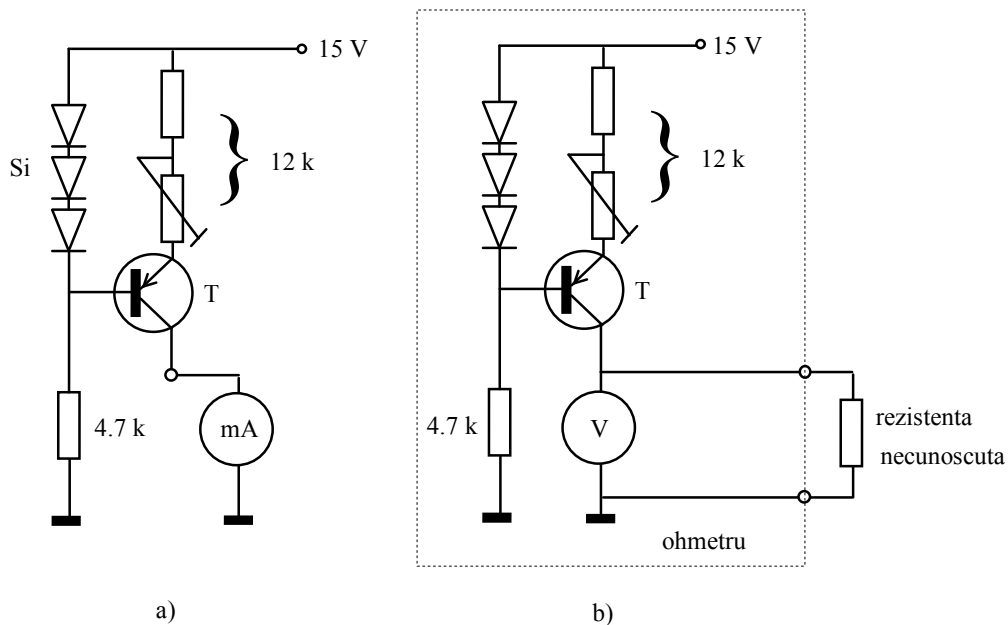 15 V
Si
12 k
T
4.7 k
mA
a)
15 V
12 k
T
4.7 k
V
rezistenta
necunoscuta
ohmetru
b)